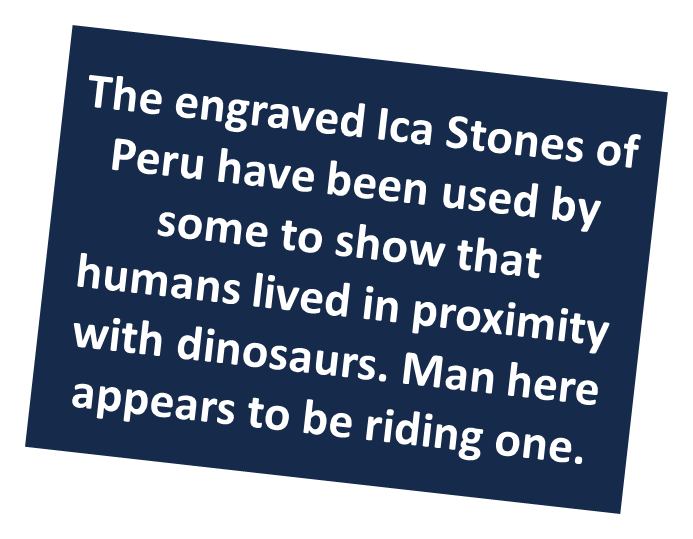 The engraved Ica Stones of
Peru have been used by
some to show that
humans lived in proximity
with dinosaurs. Man here
appears to be riding one.